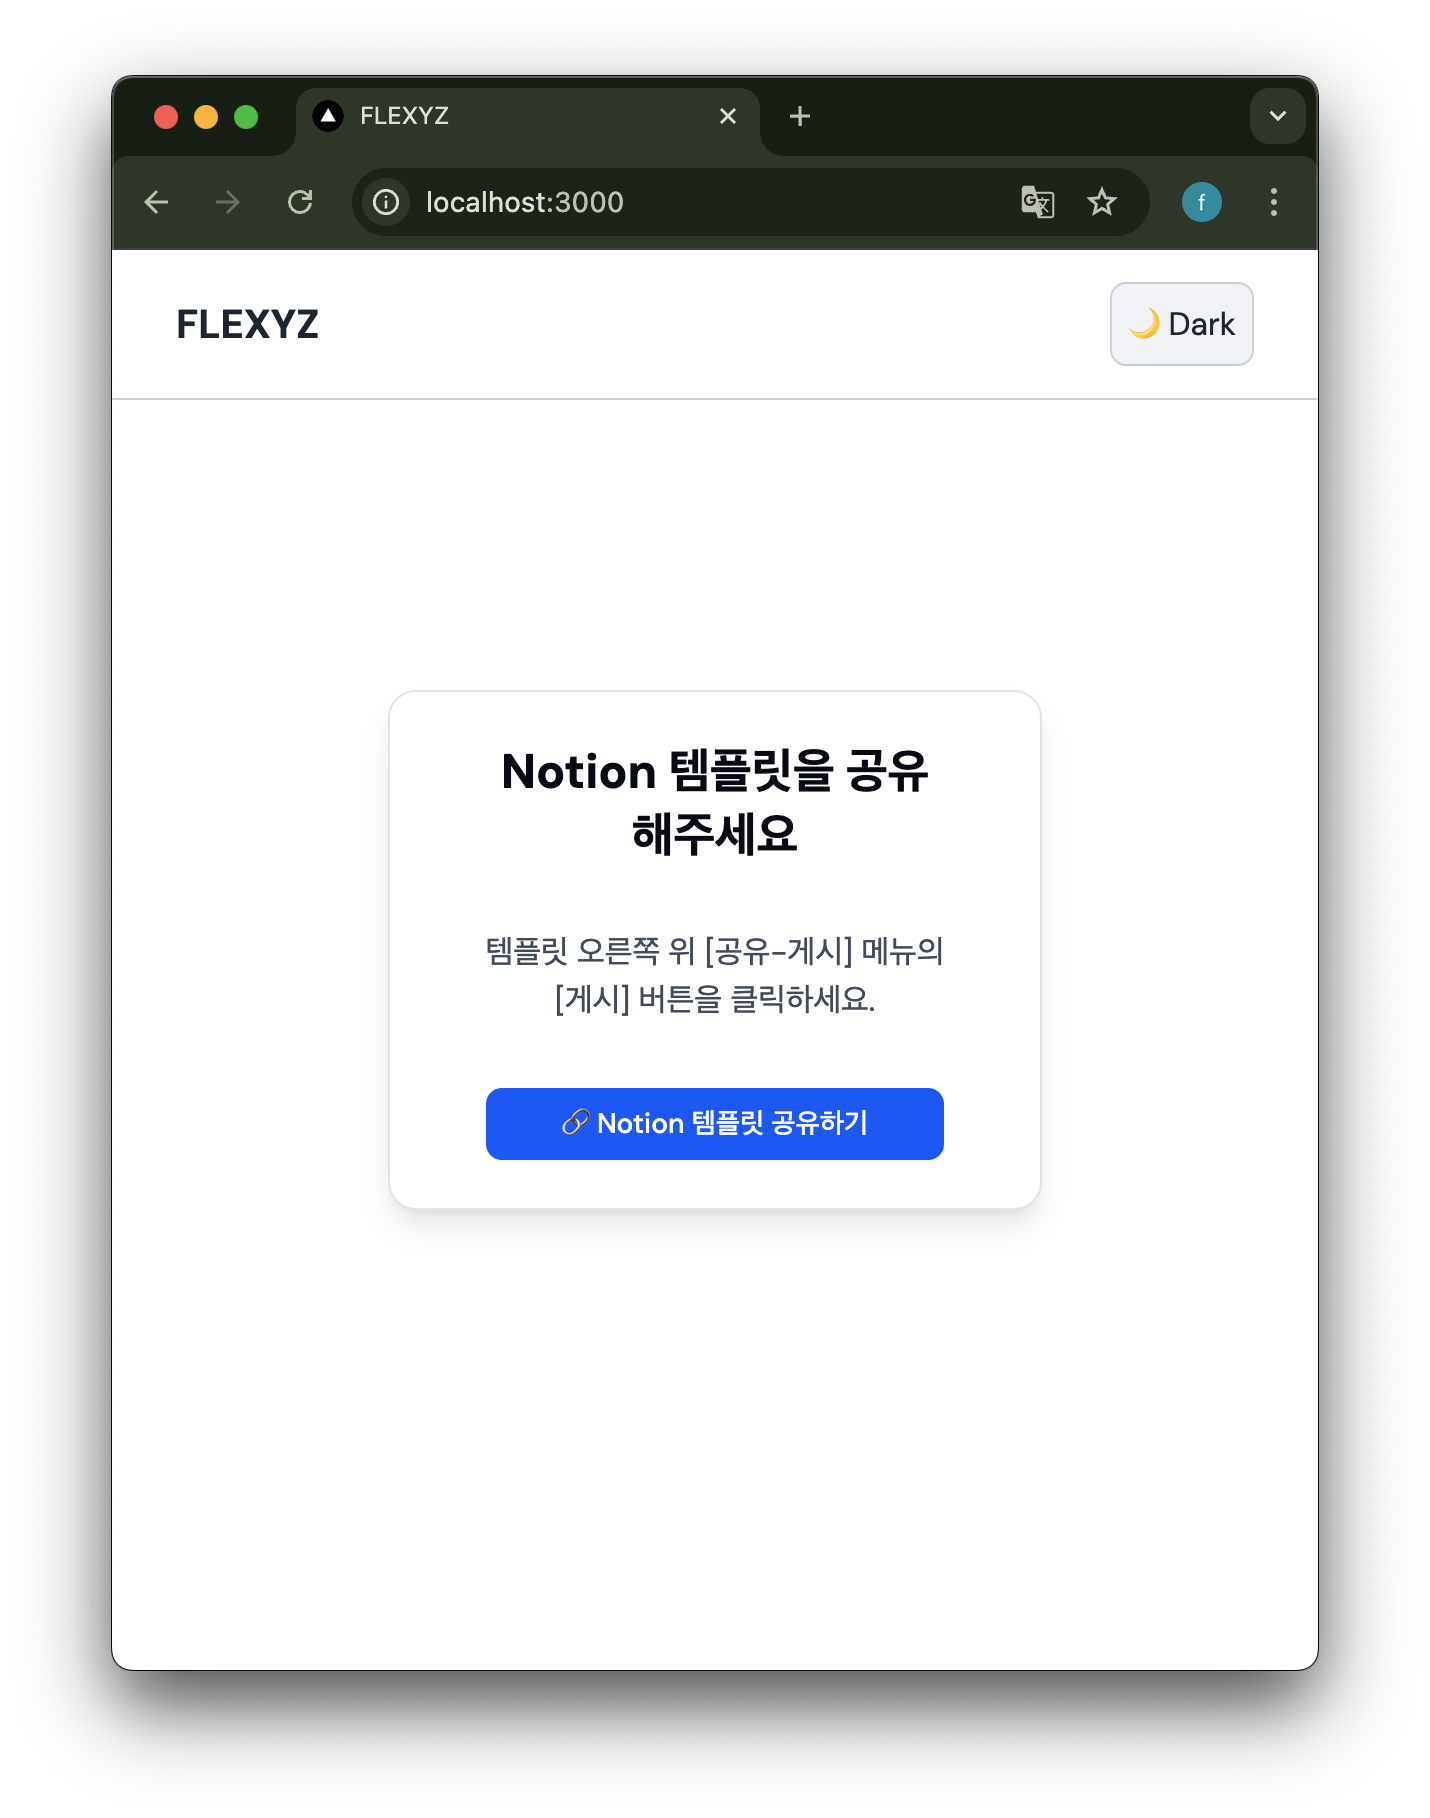 FLEXYZ
localhost:3000
f
FLEXYZ
🌙 Dark
Notion 템플릿을 공유
해주세요
템플릿 오른쪽 위 [공유-게시] 메뉴의
[게시] 버튼을 클릭하세요.
🔗 Notion 템플릿 공유하기